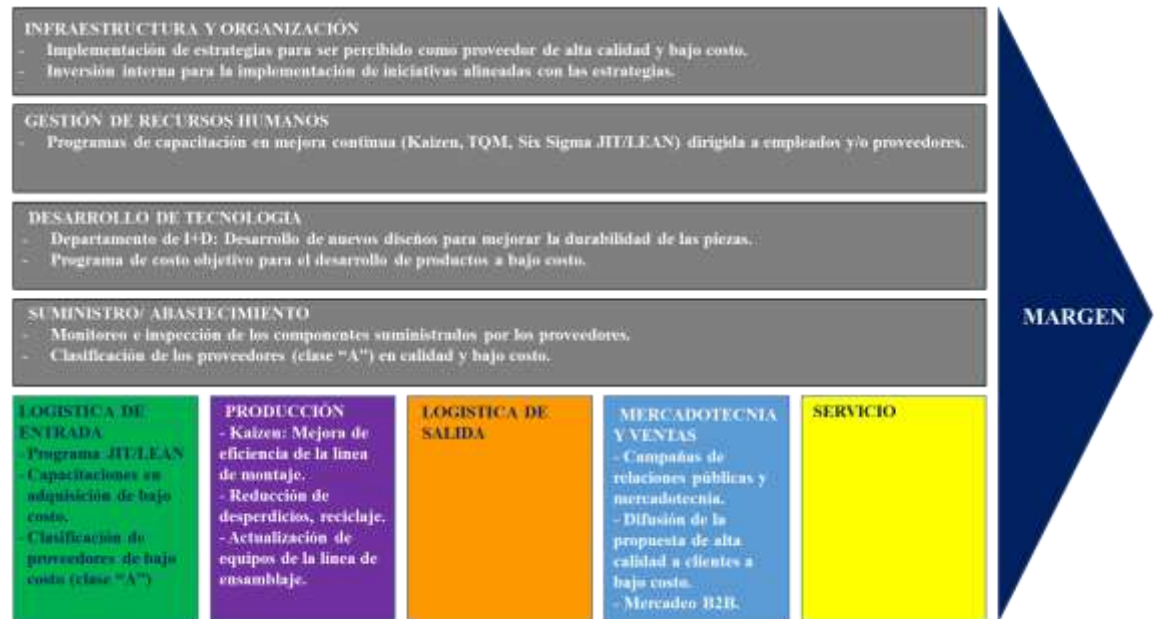 INFRAESTRUCTURA Y ORGANIZACIÓN
- Implementación de estrategias para ser percibido como proveedor de alta calidad y bajo costo.
- Inversión interna para la implementación de iniciativas alineadas con las estrategias.
GESTIÓN DE RECURSOS HUMANOS
- Programas de capacitación en mejora continua (Kaizen, TQM, Six Sigma JIT/LEAN) dirigida a empleados y/o proveedores.
DESARROLLO DE TECNOLOGIA
- Departamento de I+D: Desarrollo de nuevos diseños para mejorar la durabilidad de las piezas.
- Programa de costo objetivo para el desarrollo de productos a bajo costo.
SUMINISTRO/ ABASTECIMIENTO
- Monitoreo e inspección de los componentes suministrados por los proveedores.
- Clasificación de los proveedores (clase “A”) en calidad y bajo costo.
MARGEN
LOGISTICA DE
ENTRADA
- Programa JIT/LEAN
- Capacitaciones en
adquisición de bajo
costo.
- Clasificación de
proveedores de bajo
costo (clase “A”)
PRODUCCIÓN
- Kaizen: Mejora de
eficiencia de la linea
de montaje.
- Reducción de
desperdicios, reciclaje.
- Actualización de
equipos de la linea de
ensamblaje.
LOGISTICA DE
SALIDA
MERCADOTECNIA
Y VENTAS
- Campañas de
relaciones públicas y
mercadotecnia.
- Difusión de la
propuesta de alta
calidad a clientes a
bajo costo.
- Mercadeo B2B.
SERVICIO